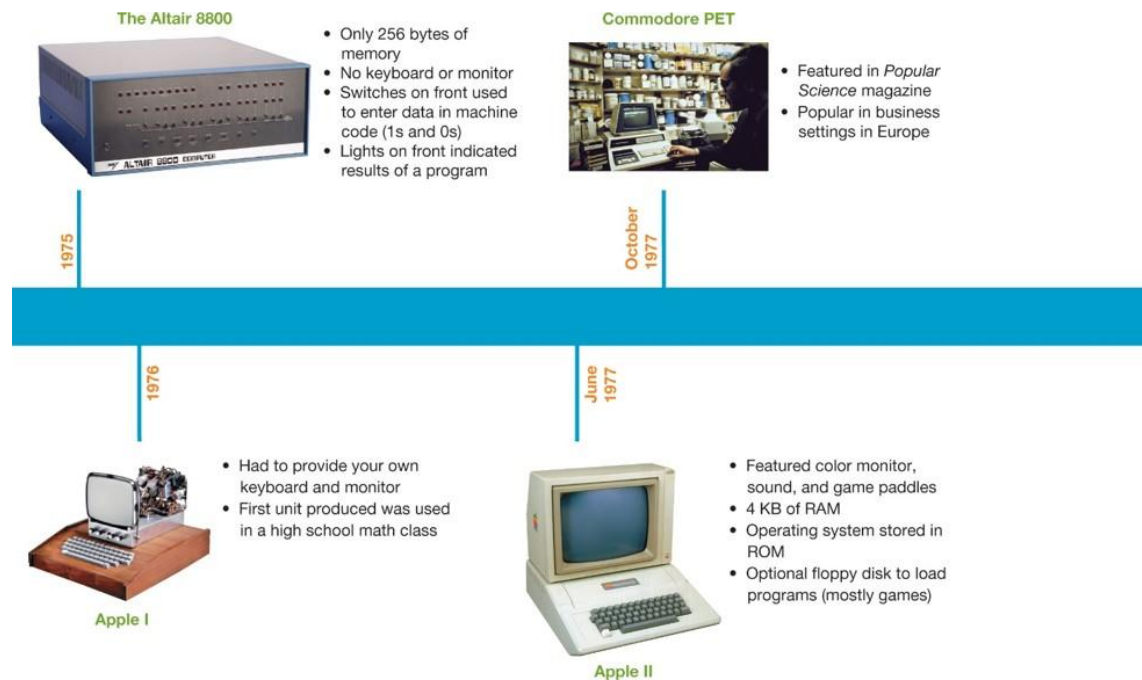 The Altair 8800
• Only 256 bytes of
memory
• No keyboard or monitor
• Switches on front used
to enter data in machine
code (1s and 0s)
• Lights on front indicated
results of a program
ALTAIR 8800 COMPUTER
1975
Commodore PET
• Featured in Popular
Science magazine
• Popular in business
settings in Europe
October
1977
1976
• Had to provide your own
keyboard and monitor
• First unit produced was used
in a high school math class
Apple I
June
1977
• Featured color monitor,
sound, and game paddles
• 4 KB of RAM
• Operating system stored in
ROM
• Optional floppy disk to load
programs (mostly games)
Apple II